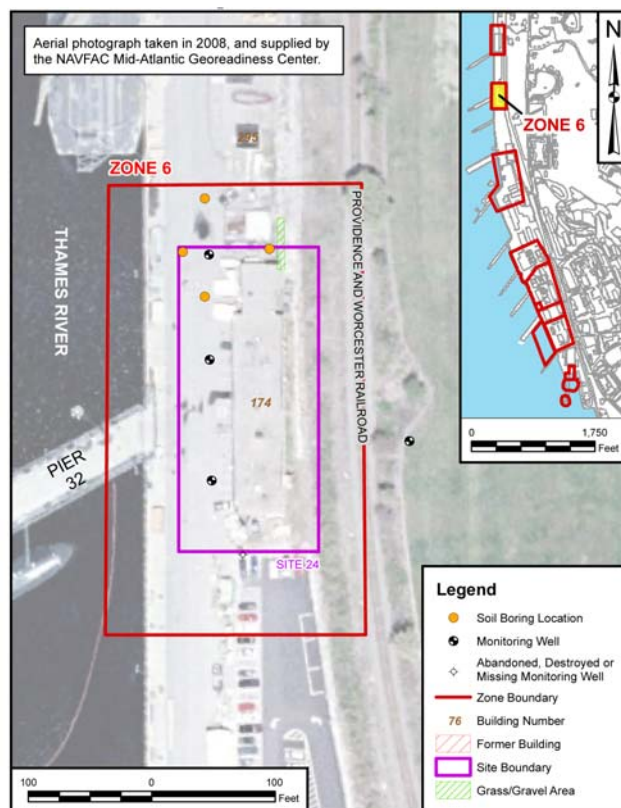 Aerial photograph taken in 2008, and supplied by
the NAVFAC Mid-Atlantic Georeadiness Center.
N
ZONE 6
ZONE 6
THAMES RIVER
PROVIDENCE AND WORCESTER RAILROAD
174
PIER
32
SITE 24
0 1,750
Feet
Legend
Soil Boring Location
Monitoring Well
Abandoned, Destroyed or
Missing Monitoring Well
Zone Boundary
76 Building Number
Former Building
Site Boundary
Grass/Gravel Area
100 0 100
Feet